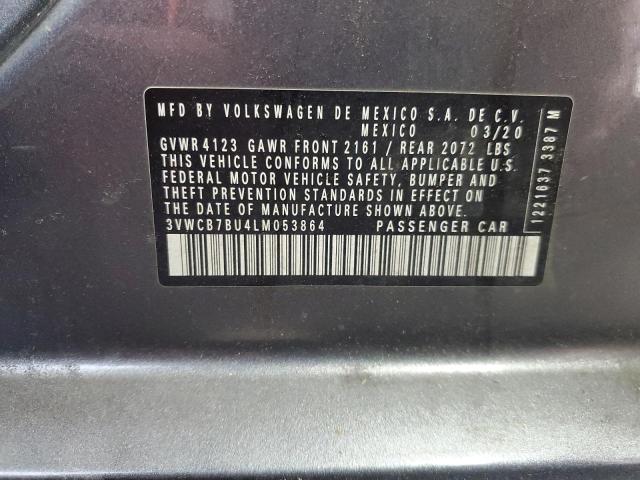 MFD BY VOLKSWAGEN DE MEXICO S.A. DE C.V.
MEXICO 03/20
GVWR 4123 GAWR FRONT 2161 / REAR 2072 LBS
THIS VEHICLE CONFORMS TO ALL APPLICABLE U.S.
FEDERAL MOTOR VEHICLE SAFETY, BUMPER AND
THEFT PREVENTION STANDARDS IN EFFECT ON
THE DATE OF MANUFACTURE SHOWN ABOVE.
3VWCB7BU4LM053864 PASSENGER CAR
1221637 3387 M